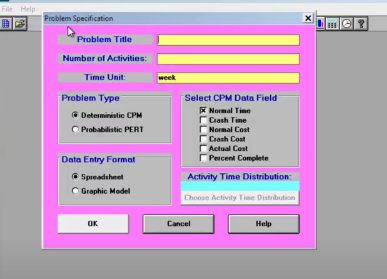 File Help
Problem Specification
Problem Title
Number of Activities:
Time Unit: week
Problem Type
Deterministic CPM
Probabilistic PERT
Select CPM Data Field
Normal Time
Crash Time
Normal Cost
Crash Cost
Actual Cost
Percent Complete
Data Entry Format
Spreadsheet
Graphic Model
Activity Time Distribution:
Choose Activity Time Distribution
OK Cancel Help